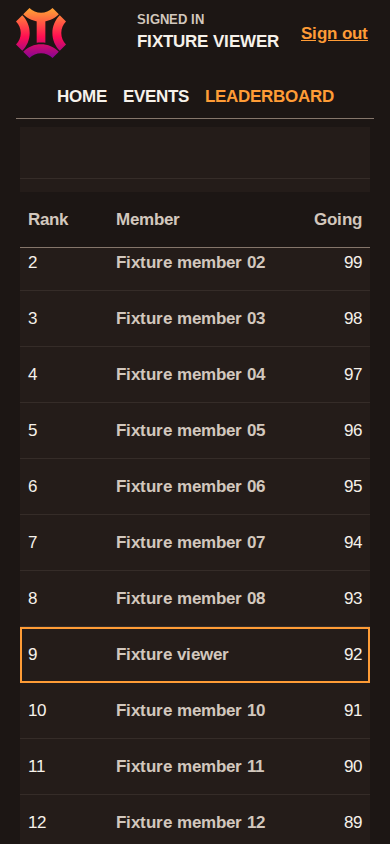 SIGNED IN
FIXTURE VIEWER
Sign out
HOME EVENTS LEADERBOARD
Rank Member Going
2 Fixture member 02 99
3 Fixture member 03 98
4 Fixture member 04 97
5 Fixture member 05 96
6 Fixture member 06 95
7 Fixture member 07 94
8 Fixture member 08 93
9 Fixture viewer 92
10 Fixture member 10 91
11 Fixture member 11 90
12 Fixture member 12 89